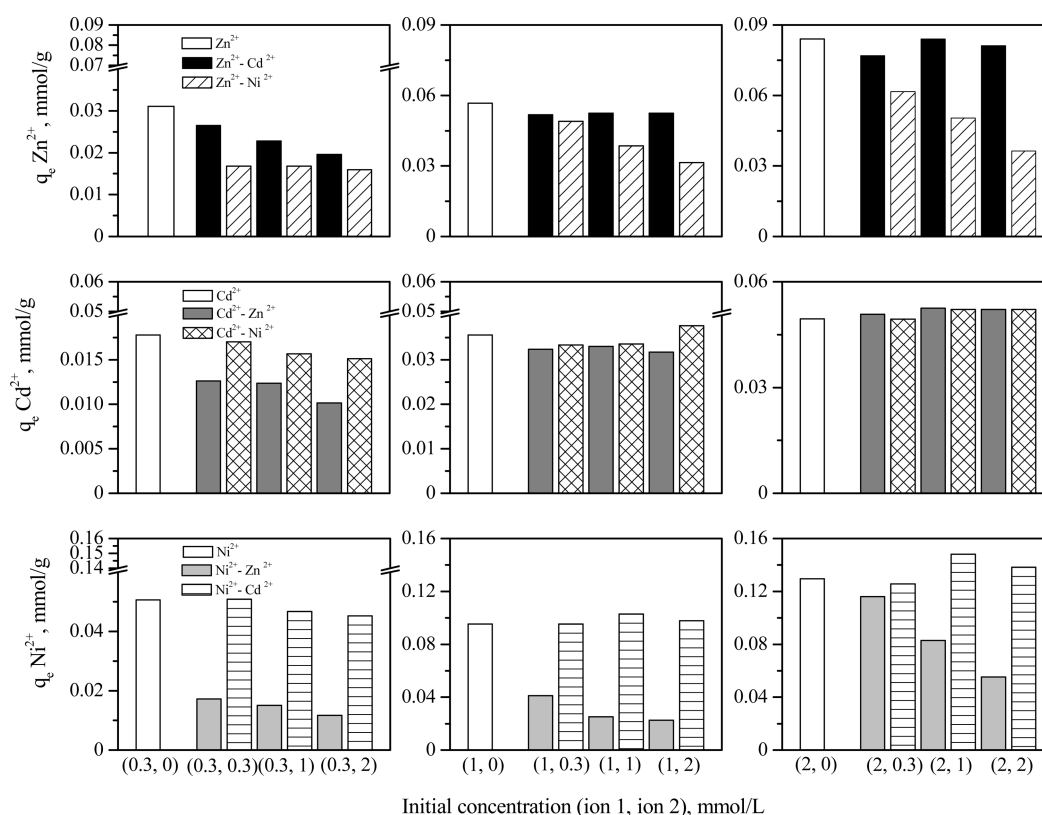 0.09
0.08
0.07
0.03
0.02
0.01
0
qₑ Zn²⁺, mmol/g
Zn²⁺
Zn²⁺- Cd²⁺
Zn²⁺- Ni²⁺
0.09
0.06
0.03
0
0.09
0.06
0.03
0
0.06
0.05
0.015
0.010
0.005
0
qₑ Cd²⁺, mmol/g
Cd²⁺
Cd²⁺- Zn²⁺
Cd²⁺- Ni²⁺
0.06
0.05
0.03
0.02
0.01
0
0.06
0.03
0
0.16
0.15
0.14
0.04
0.02
0
qₑ Ni²⁺, mmol/g
Ni²⁺
Ni²⁺- Zn²⁺
Ni²⁺- Cd²⁺
0.16
0.12
0.08
0.04
0
0.16
0.12
0.08
0.04
0
(0.3, 0) (0.3, 0.3) (0.3, 1) (0.3, 2)
(1, 0) (1, 0.3) (1, 1) (1, 2)
(2, 0) (2, 0.3) (2, 1) (2, 2)
Initial concentration (ion 1, ion 2), mmol/L